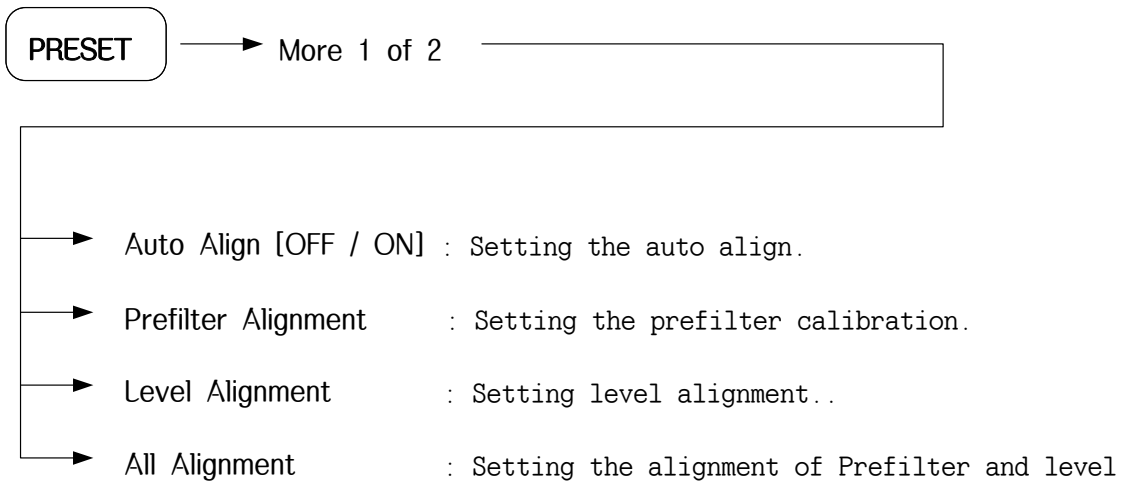 PRESET More 1 of 2
Auto Align [OFF / ON] : Setting the auto align.
Prefilter Alignment : Setting the prefilter calibration.
Level Alignment : Setting level alignment..
All Alignment : Setting the alignment of Prefilter and level